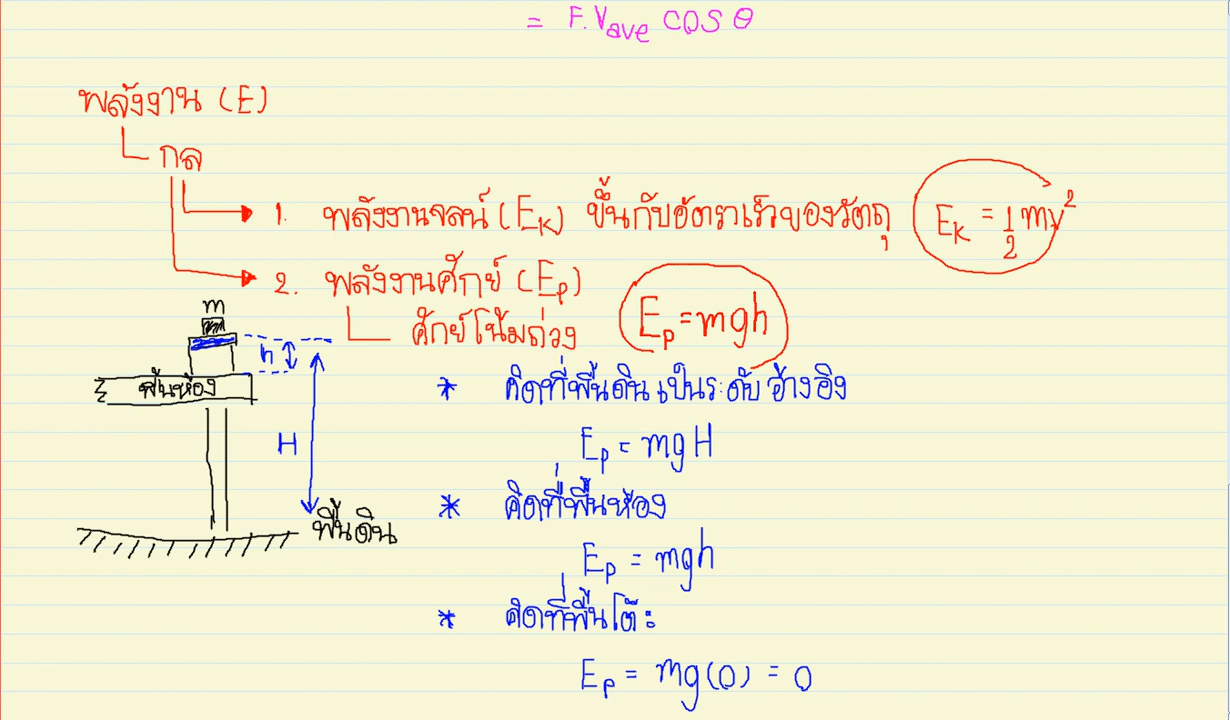 = F.Vave cos θ
พลังงาน (E)
กล
1. พลังงานจลน์ (EK) ขึ้นกับอัตราเร็วของวัตถุ EK = 1/2 mv²
2. พลังงานศักย์ (EP)
ศักย์โน้มถ่วง EP = mgh
m
h
พื้นห้อง
* คิดที่พื้นดินเป็นระดับอ้างอิง
H
EP = mgH
* คิดที่พื้นห้อง
พื้นดิน
EP = mgh
* คิดที่พื้นโต๊ะ
EP = mg(0) = 0